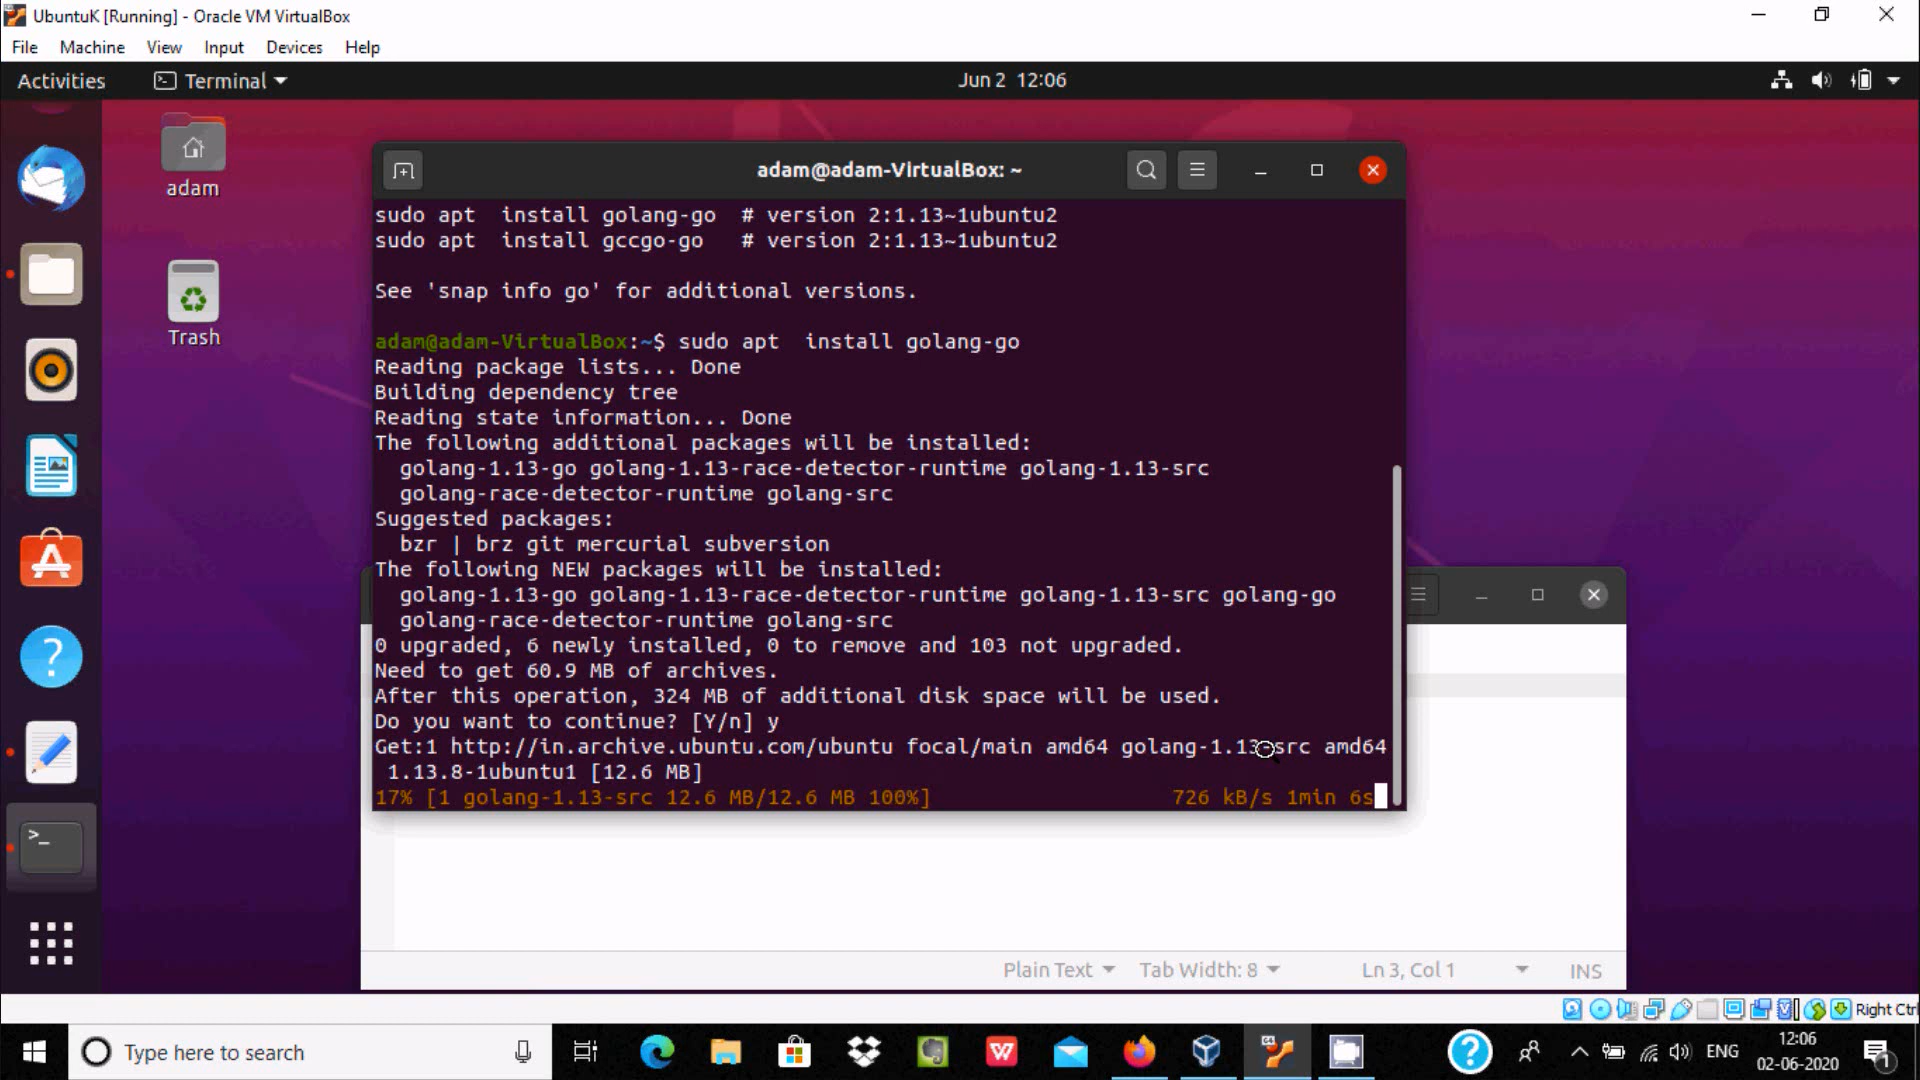 UbuntuK [Running] - Oracle VM VirtualBox
File Machine View Input Devices Help
Activities Terminal Jun 2 12:06
adam
Trash
adam@adam-VirtualBox: ~
sudo apt  install golang-go  # version 2:1.13~1ubuntu2
sudo apt  install gccgo-go   # version 2:1.13~1ubuntu2
See 'snap info go' for additional versions.
adam@adam-VirtualBox:~$ sudo apt  install golang-go
Reading package lists... Done
Building dependency tree
Reading state information... Done
The following additional packages will be installed:
  golang-1.13-go golang-1.13-race-detector-runtime golang-1.13-src
  golang-race-detector-runtime golang-src
Suggested packages:
  bzr | brz git mercurial subversion
The following NEW packages will be installed:
  golang-1.13-go golang-1.13-race-detector-runtime golang-1.13-src golang-go
  golang-race-detector-runtime golang-src
0 upgraded, 6 newly installed, 0 to remove and 103 not upgraded.
Need to get 60.9 MB of archives.
After this operation, 324 MB of additional disk space will be used.
Do you want to continue? [Y/n] y
Get:1 http://in.archive.ubuntu.com/ubuntu focal/main amd64 golang-1.13-src amd64
 1.13.8-1ubuntu1 [12.6 MB]
17% [1 golang-1.13-src 12.6 MB/12.6 MB 100%] 726 kB/s 1min 6s
Plain Text Tab Width: 8 Ln 3, Col 1 INS
Right Ctrl
Type here to search
ENG
12:06
02-06-2020
1